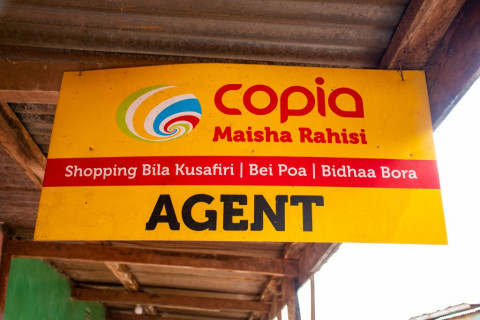 copia
Maisha Rahisi
Shopping Bila Kusafiri | Bei Poa | Bidhaa Bora
AGENT